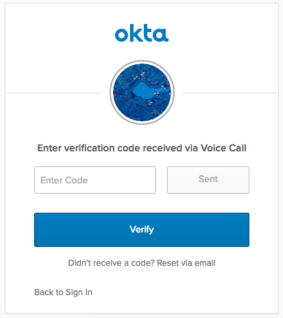 okta
Enter verification code received via Voice Call
Enter Code
Sent
Verify
Didn't receive a code? Reset via email
Back to Sign In